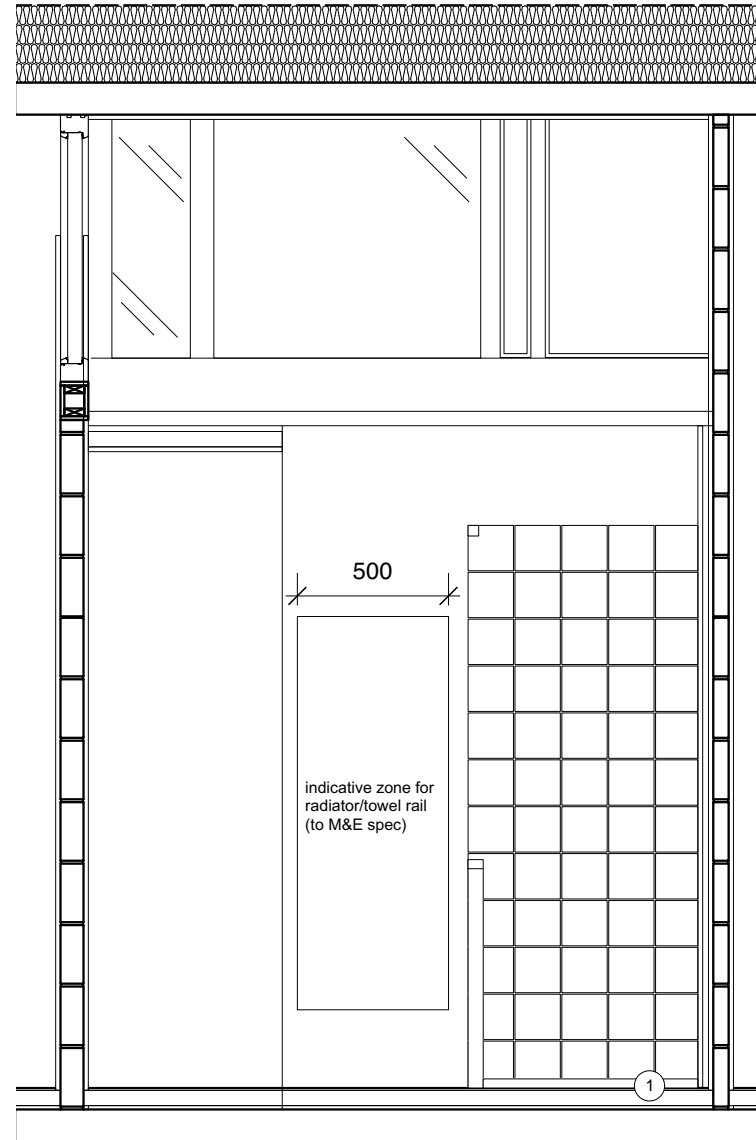 500
indicative zone for
radiator/towel rail
(to M&E spec)
1